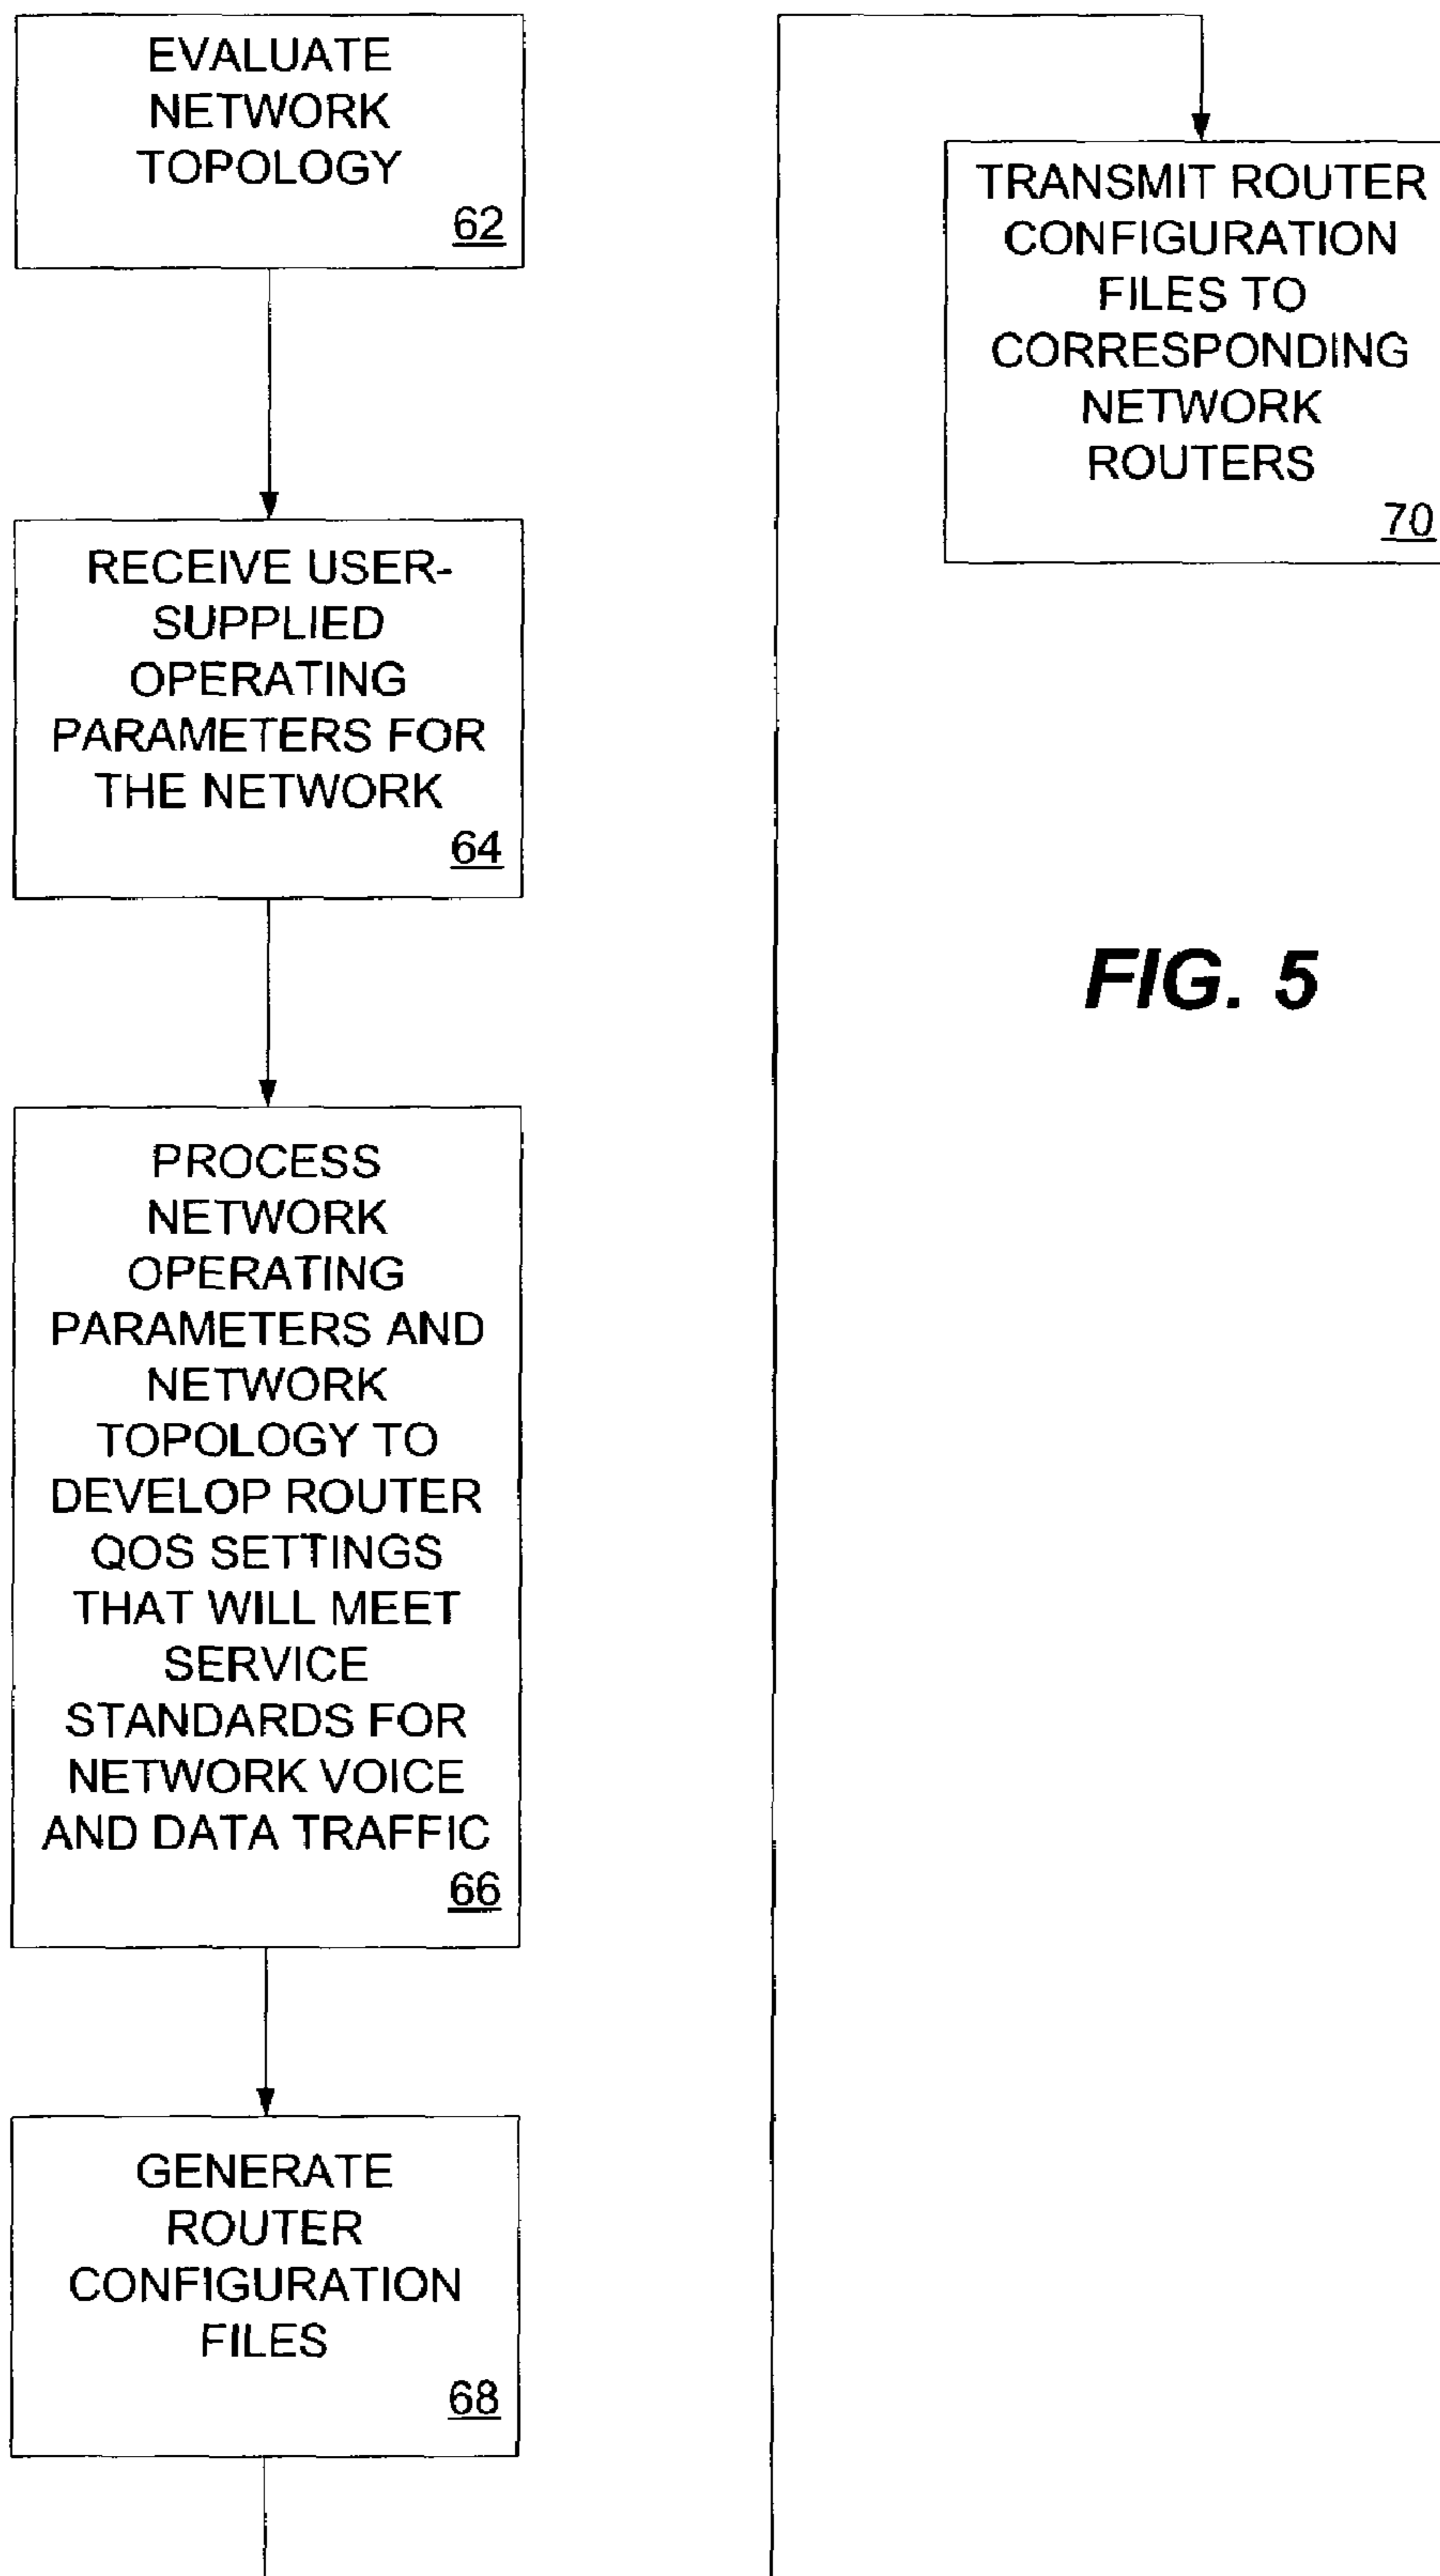 EVALUATE
NETWORK
TOPOLOGY
62
RECEIVE USER-
SUPPLIED
OPERATING
PARAMETERS FOR
THE NETWORK
64
PROCESS
NETWORK
OPERATING
PARAMETERS AND
NETWORK
TOPOLOGY TO
DEVELOP ROUTER
QOS SETTINGS
THAT WILL MEET
SERVICE
STANDARDS FOR
NETWORK VOICE
AND DATA TRAFFIC
66
GENERATE
ROUTER
CONFIGURATION
FILES
68
TRANSMIT ROUTER
CONFIGURATION
FILES TO
CORRESPONDING
NETWORK
ROUTERS
70
FIG. 5